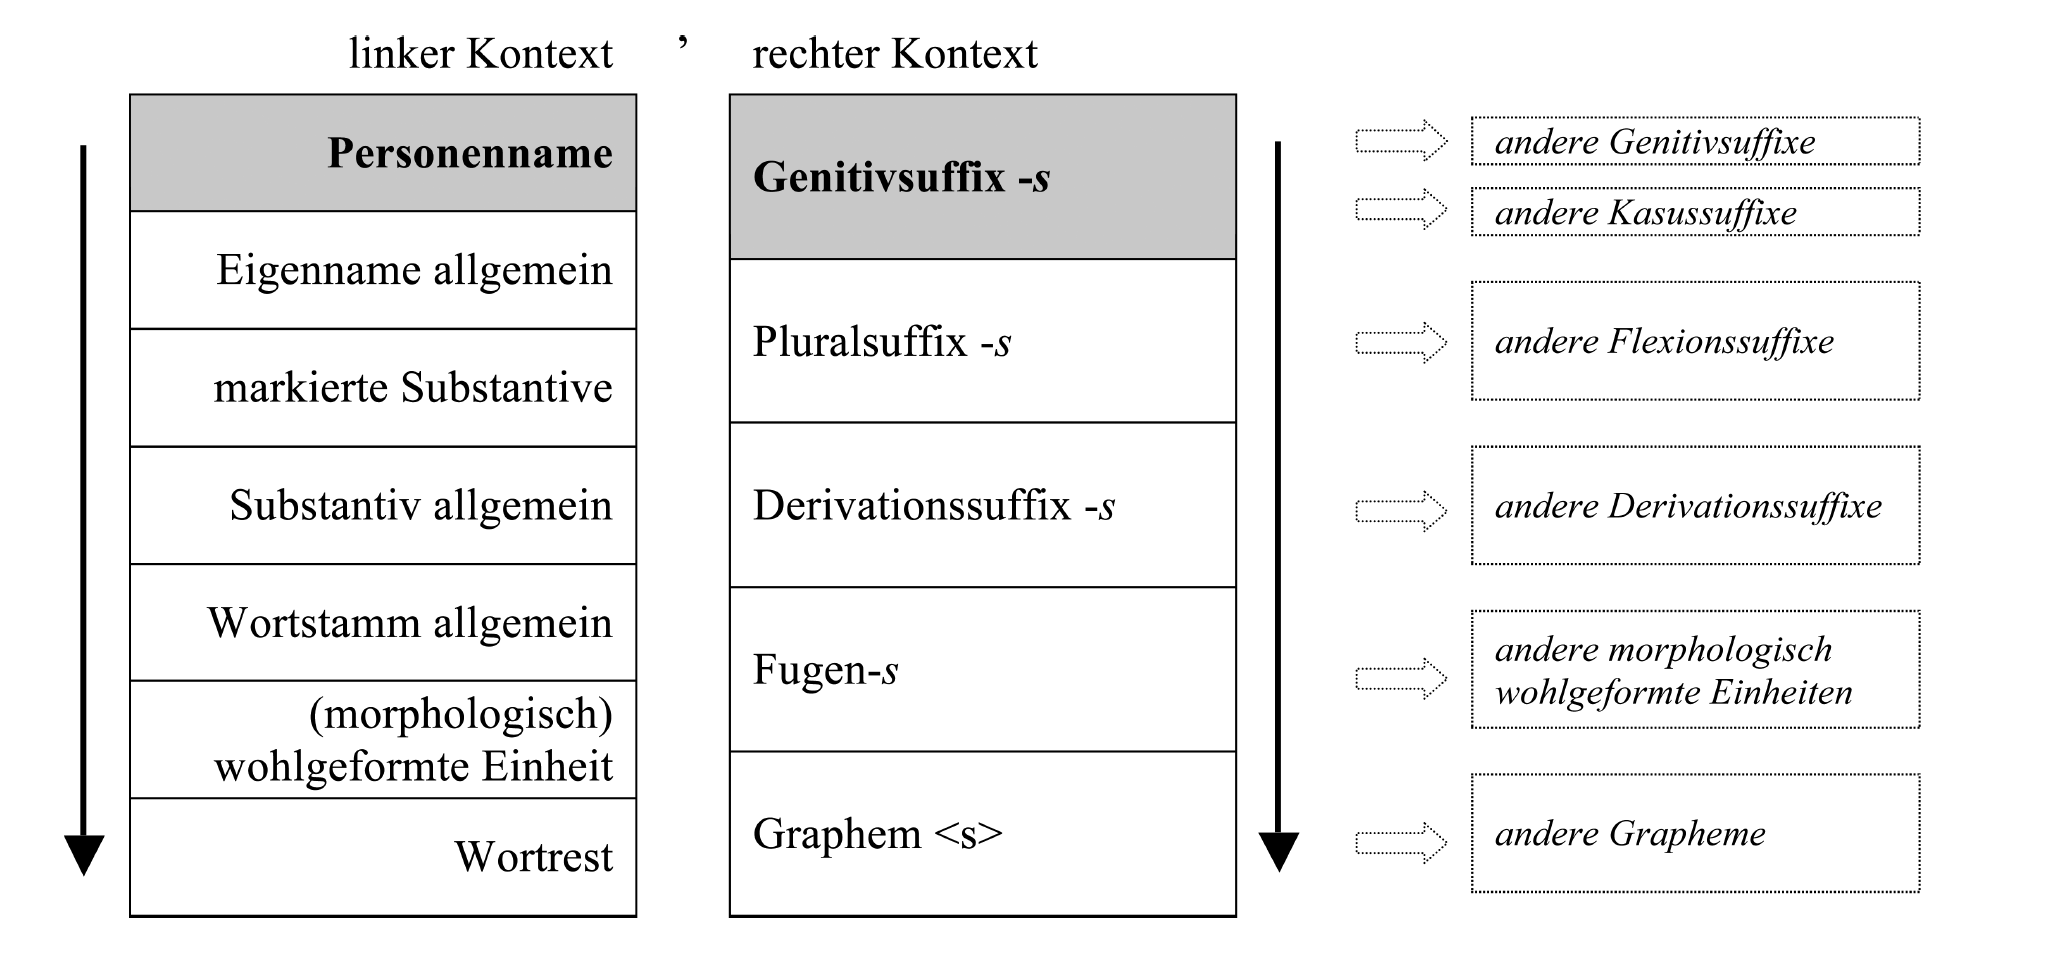 linker Kontext ’ rechter Kontext
Personenname
Eigenname allgemein
markierte Substantive
Substantiv allgemein
Wortstamm allgemein
(morphologisch)
wohlgeformte Einheit
Wortrest
Genitivsuffix -s
Pluralsuffix -s
Derivationssuffix -s
Fugen-s
Graphem <s>
andere Genitivsuffixe
andere Kasussuffixe
andere Flexionssuffixe
andere Derivationssuffixe
andere morphologisch
wohlgeformte Einheiten
andere Grapheme